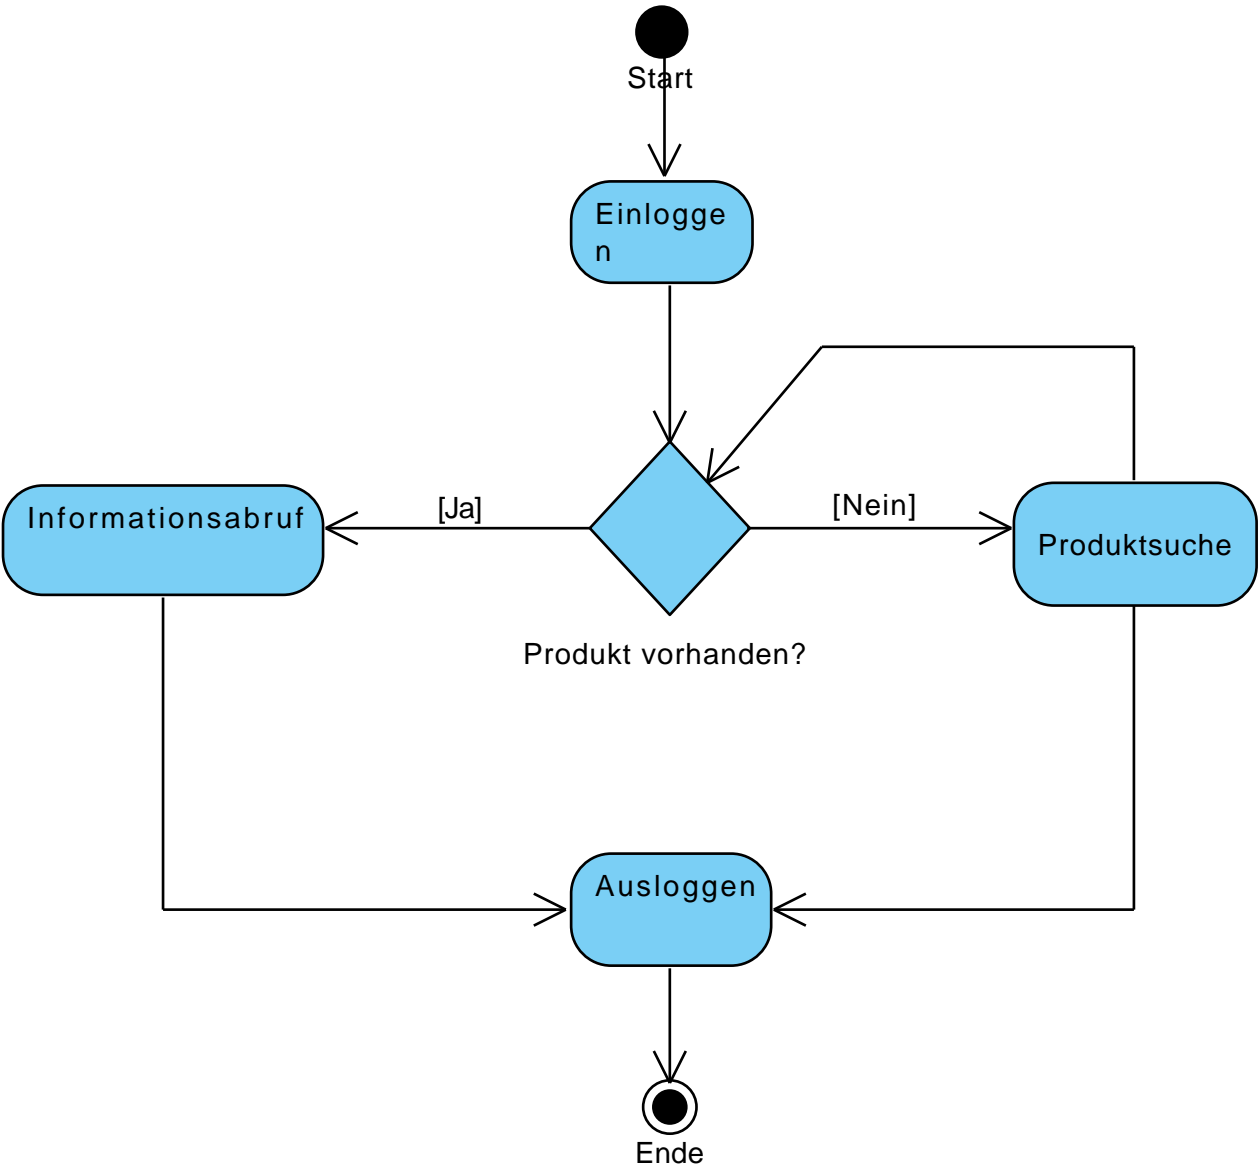 Start
Einlogge
n
[Ja]
[Nein]
Informationsabruf
Produktsuche
Produkt vorhanden?
Ausloggen
Ende